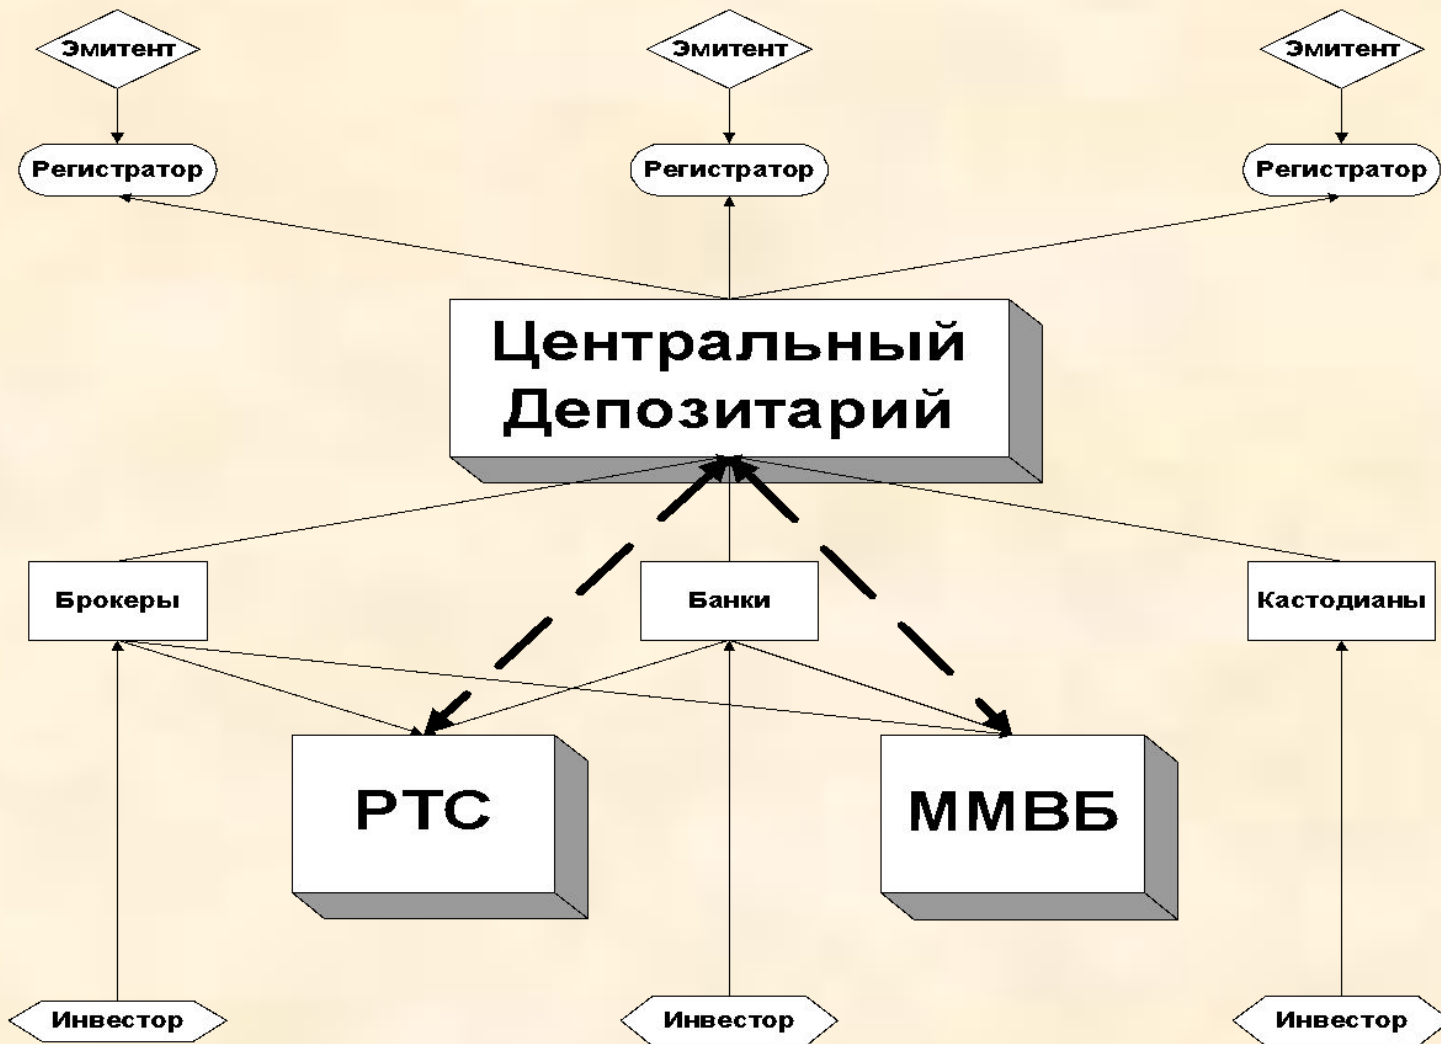 Эмитент
Эмитент
Эмитент
Регистратор
Регистратор
Регистратор
Центральный
Депозитарий
Брокеры
Банки
Кастодианы
РТС
ММВБ
Инвестор
Инвестор
Инвестор